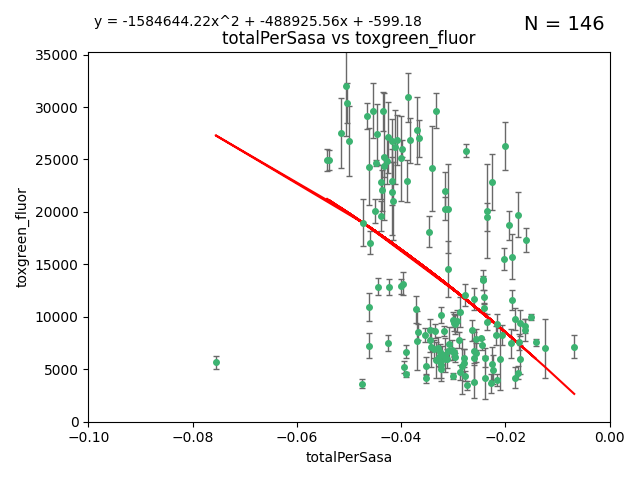 y = -1584644.22x^2 + -488925.56x + -599.18
N = 146
totalPerSasa vs toxgreen_fluor
35000
30000
25000
20000
15000
10000
5000
0
toxgreen_fluor
−0.10
−0.08
−0.06
−0.04
−0.02
0.00
totalPerSasa